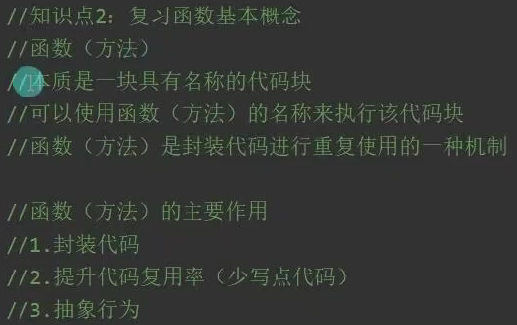 //知识点2：复习函数基本概念
//函数（方法）
//本质是一块具有名称的代码块
//可以使用函数（方法）的名称来执行该代码块
//函数（方法）是封装代码进行重复使用的一种机制
//函数（方法）的主要作用
//1.封装代码
//2.提升代码复用率（少写点代码）
//3.抽象行为